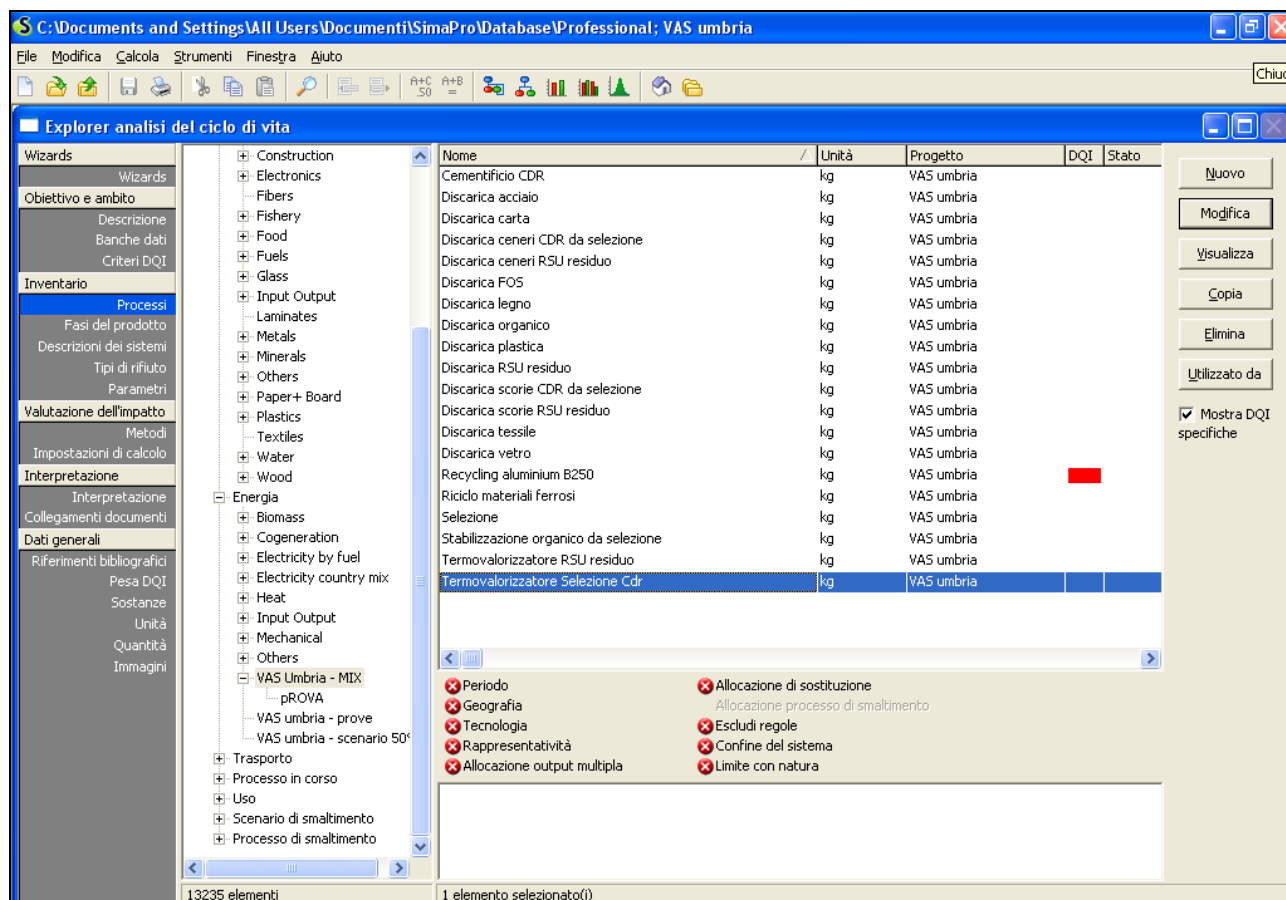 C:\Documents and Settings\All Users\Documenti\SimaPro\Database\Professional; VAS umbria
File Modifica Calcola Strumenti Finestra Aiuto
A+C 50 A+B =
Chiu
Explorer analisi del ciclo di vita
Wizards
Wizards
Obiettivo e ambito
Descrizione
Banche dati
Criteri DQI
Inventario
Processi
Fasi del prodotto
Descrizioni dei sistemi
Tipi di rifiuto
Parametri
Valutazione dell'impatto
Metodi
Impostazioni di calcolo
Interpretazione
Interpretazione
Collegamenti documenti
Dati generali
Riferimenti bibliografici
Pesa DQI
Sostanze
Unità
Quantità
Immagini
Construction
Electronics
Fibers
Fishery
Food
Fuels
Glass
Input Output
Laminates
Metals
Minerals
Others
Paper+ Board
Plastics
Textiles
Water
Wood
Energia
Biomass
Cogeneration
Electricity by fuel
Electricity country mix
Heat
Input Output
Mechanical
Others
VAS Umbria - MIX
pROVA
VAS umbria - prove
VAS umbria - scenario 50°
Trasporto
Processo in corso
Uso
Scenario di smaltimento
Processo di smaltimento
13235 elementi
Nome Unità Progetto DQI Stato
Cementificio CDR kg VAS umbria
Discarica acciaio kg VAS umbria
Discarica carta kg VAS umbria
Discarica ceneri CDR da selezione kg VAS umbria
Discarica ceneri RSU residuo kg VAS umbria
Discarica FOS kg VAS umbria
Discarica legno kg VAS umbria
Discarica organico kg VAS umbria
Discarica plastica kg VAS umbria
Discarica RSU residuo kg VAS umbria
Discarica scorie CDR da selezione kg VAS umbria
Discarica scorie RSU residuo kg VAS umbria
Discarica tessile kg VAS umbria
Discarica vetro kg VAS umbria
Recycling aluminium B250 kg VAS umbria
Riciclo materiali ferrosi kg VAS umbria
Selezione kg VAS umbria
Stabilizzazione organico da selezione kg VAS umbria
Termovalorizzatore RSU residuo kg VAS umbria
Termovalorizzatore Selezione Cdr kg VAS umbria
Periodo Allocazione di sostituzione
Geografia Allocazione processo di smaltimento
Tecnologia Escludi regole
Rappresentatività Confine del sistema
Allocazione output multipla Limite con natura
1 elemento selezionato(i)
Nuovo
Modifica
Visualizza
Copia
Elimina
Utilizzato da
Mostra DQI
specifiche